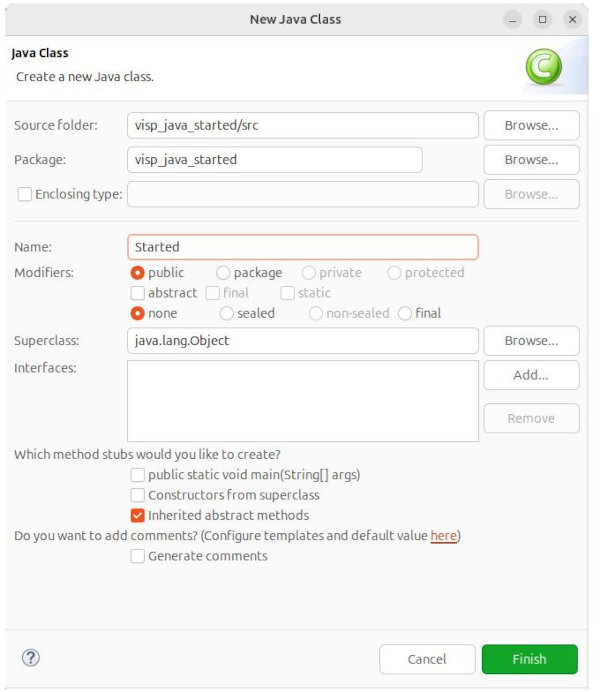 New Java Class
Java Class
Create a new Java class.
Source folder: visp_java_started/src Browse...
Package: visp_java_started Browse...
Enclosing type: Browse...
Name: Started
Modifiers: public package private protected
abstract final static
none sealed non-sealed final
Superclass: java.lang.Object Browse...
Interfaces: Add...
Remove
Which method stubs would you like to create?
public static void main(String[] args)
Constructors from superclass
Inherited abstract methods
Do you want to add comments? (Configure templates and default value here)
Generate comments
? Cancel Finish